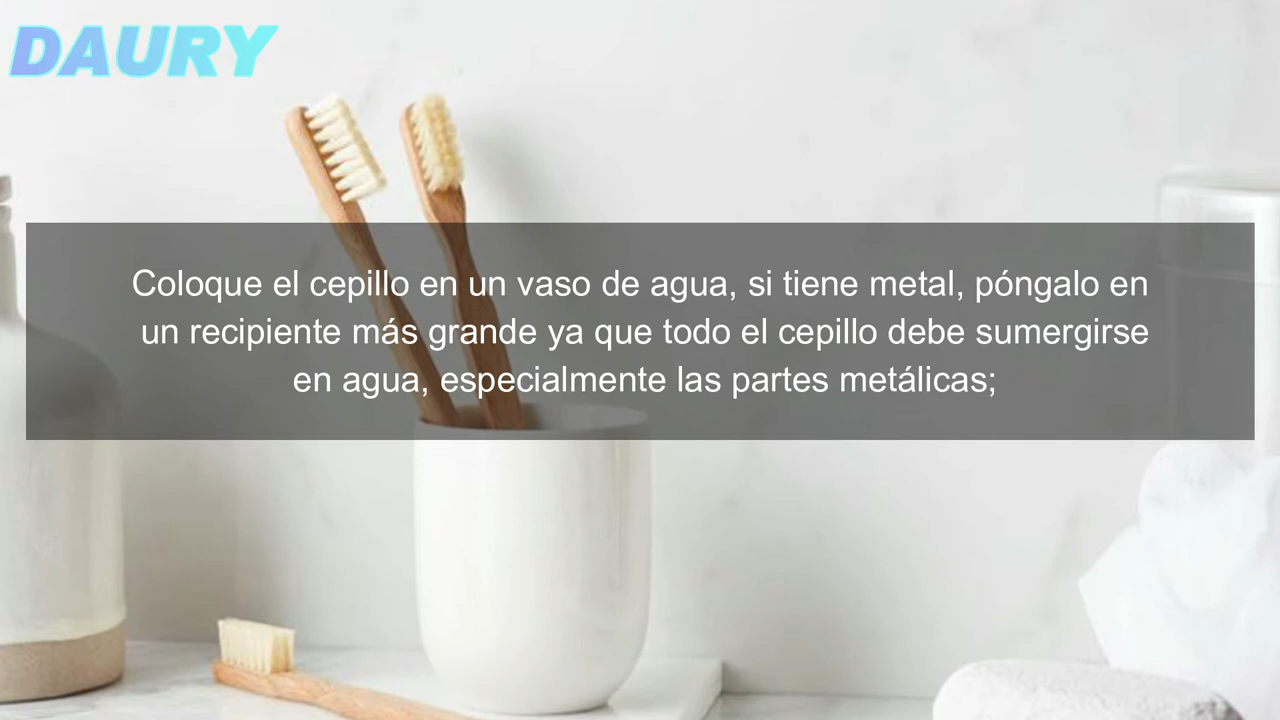 DAURY
Coloque el cepillo en un vaso de agua, si tiene metal, póngalo en
un recipiente más grande ya que todo el cepillo debe sumergirse
en agua, especialmente las partes metálicas;